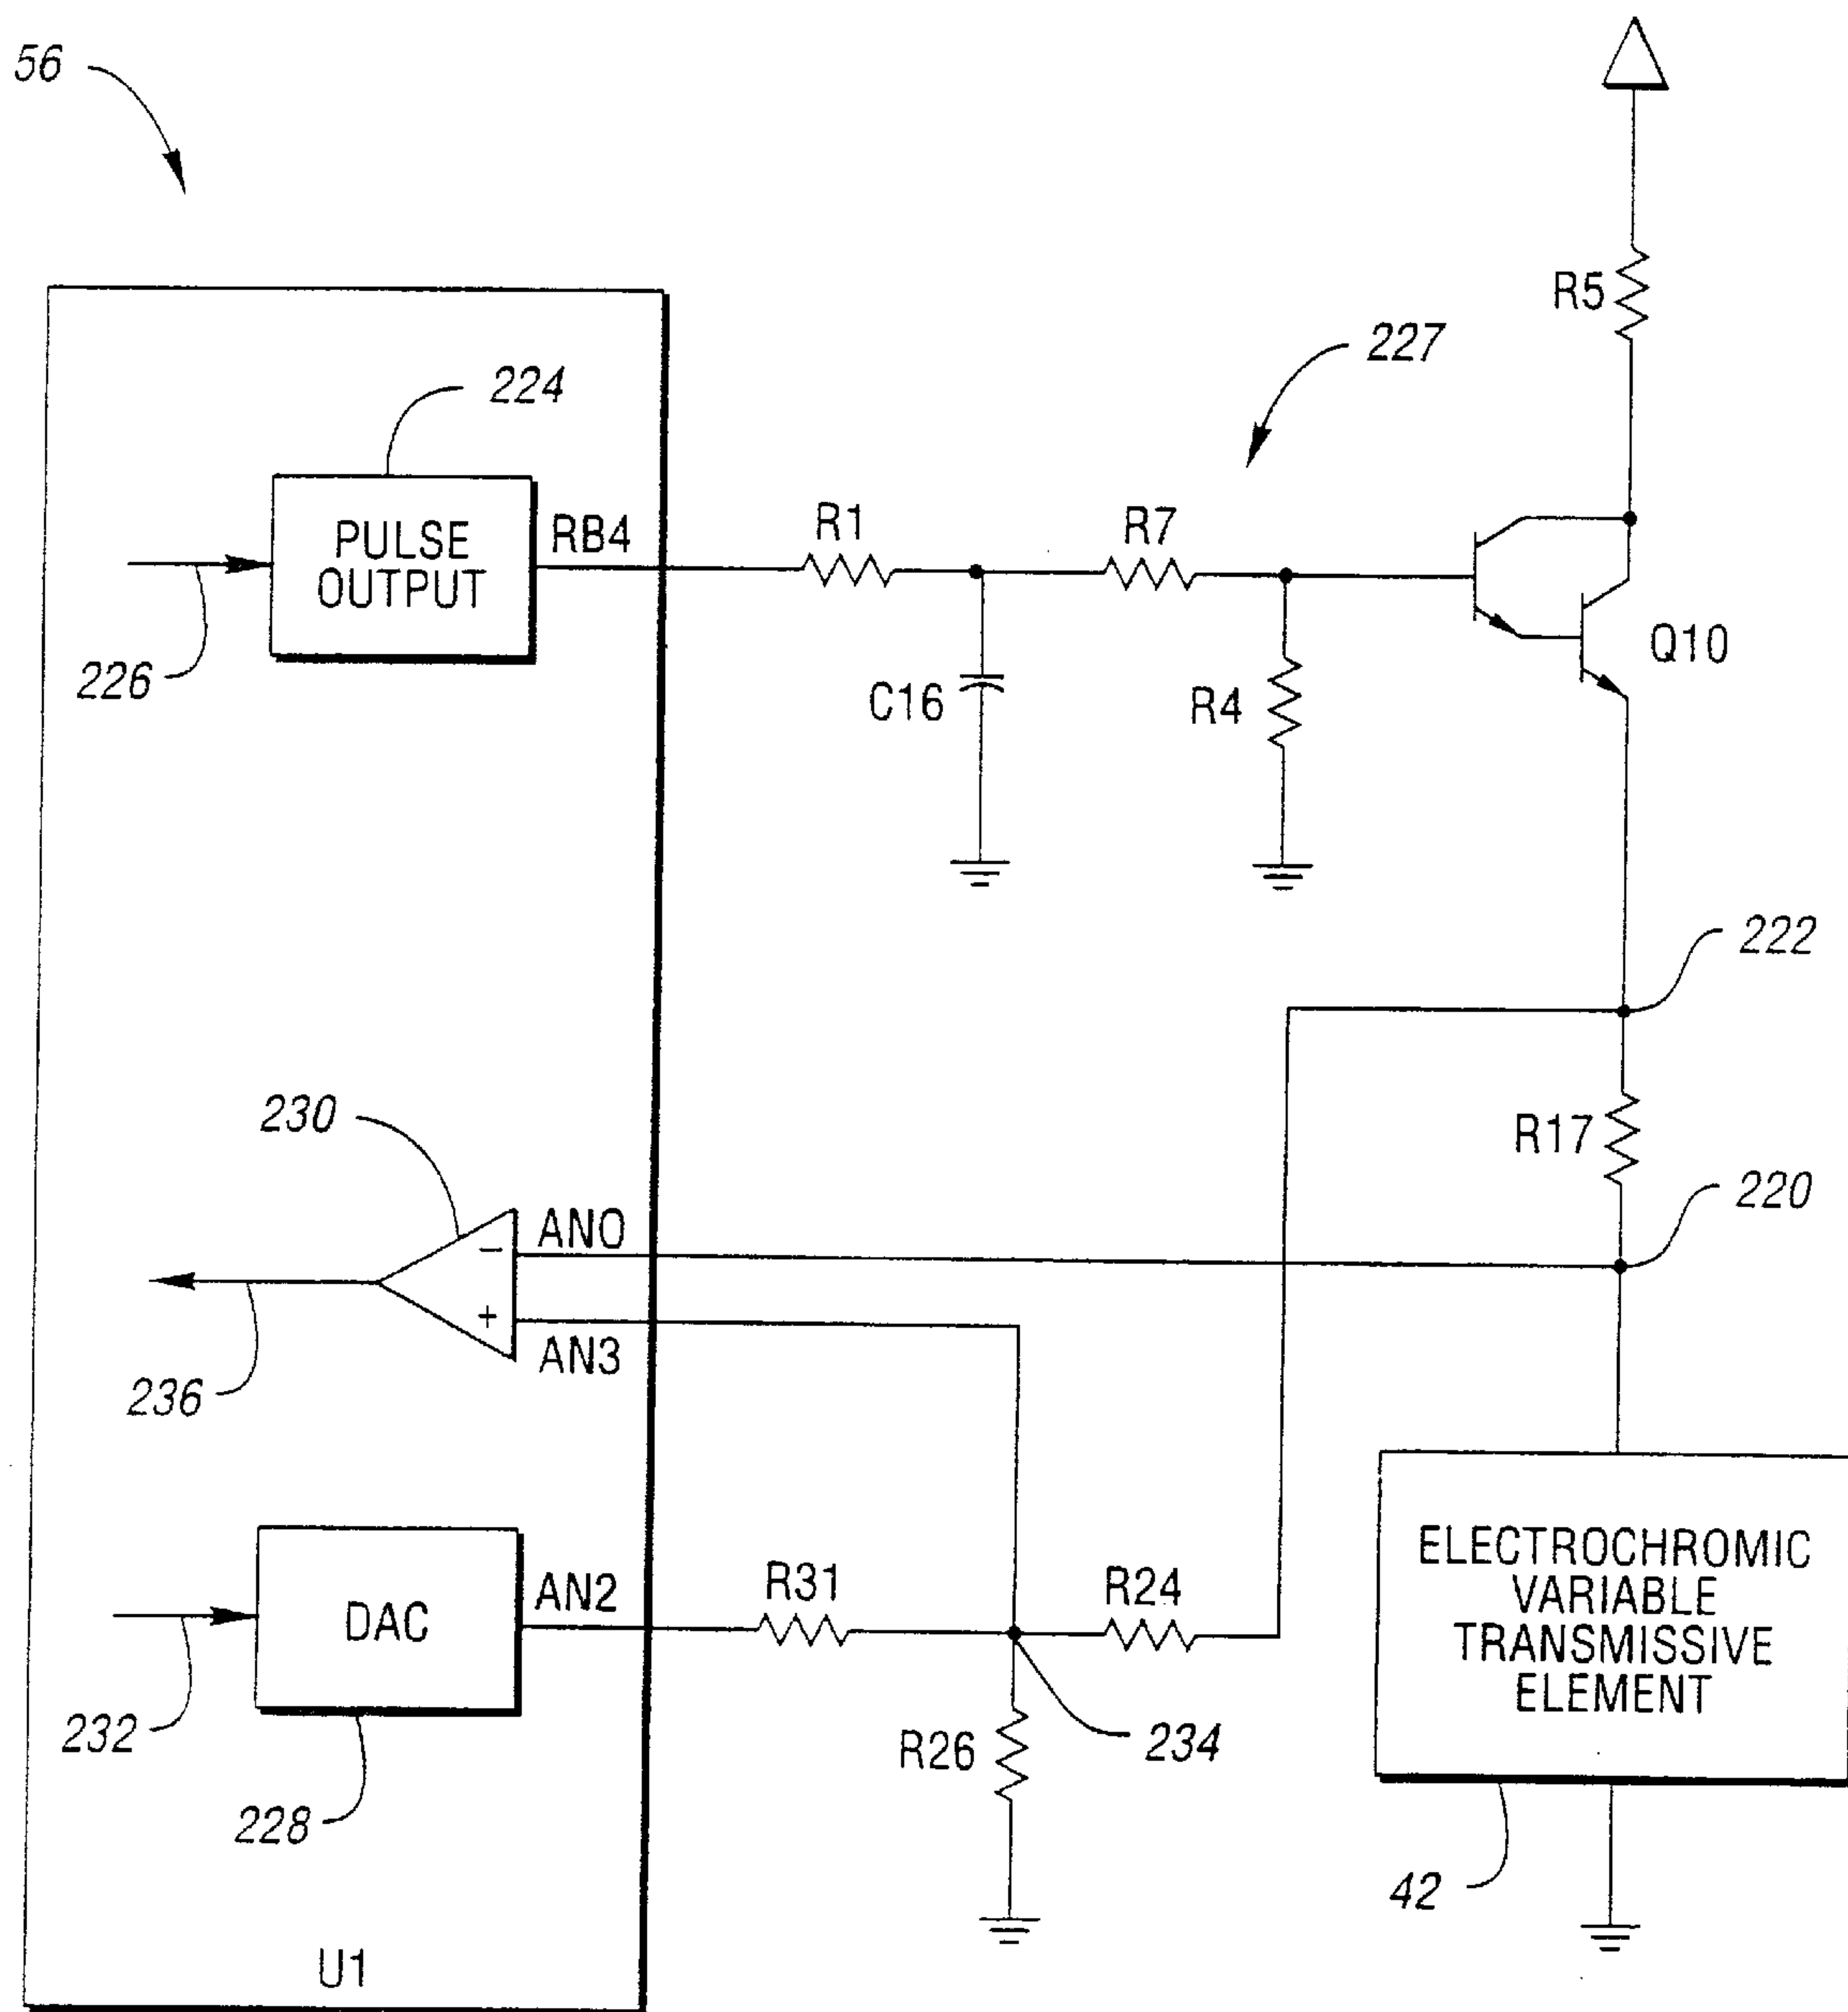 56
R5
227
224
PULSE
OUTPUT
RB4
R1
R7
226
C16
R4
Q10
222
230
R17
220
AN0
−
+
AN3
236
DAC
AN2
R31
R24
ELECTROCHROMIC
VARIABLE
TRANSMISSIVE
ELEMENT
232
228
R26
234
42
U1